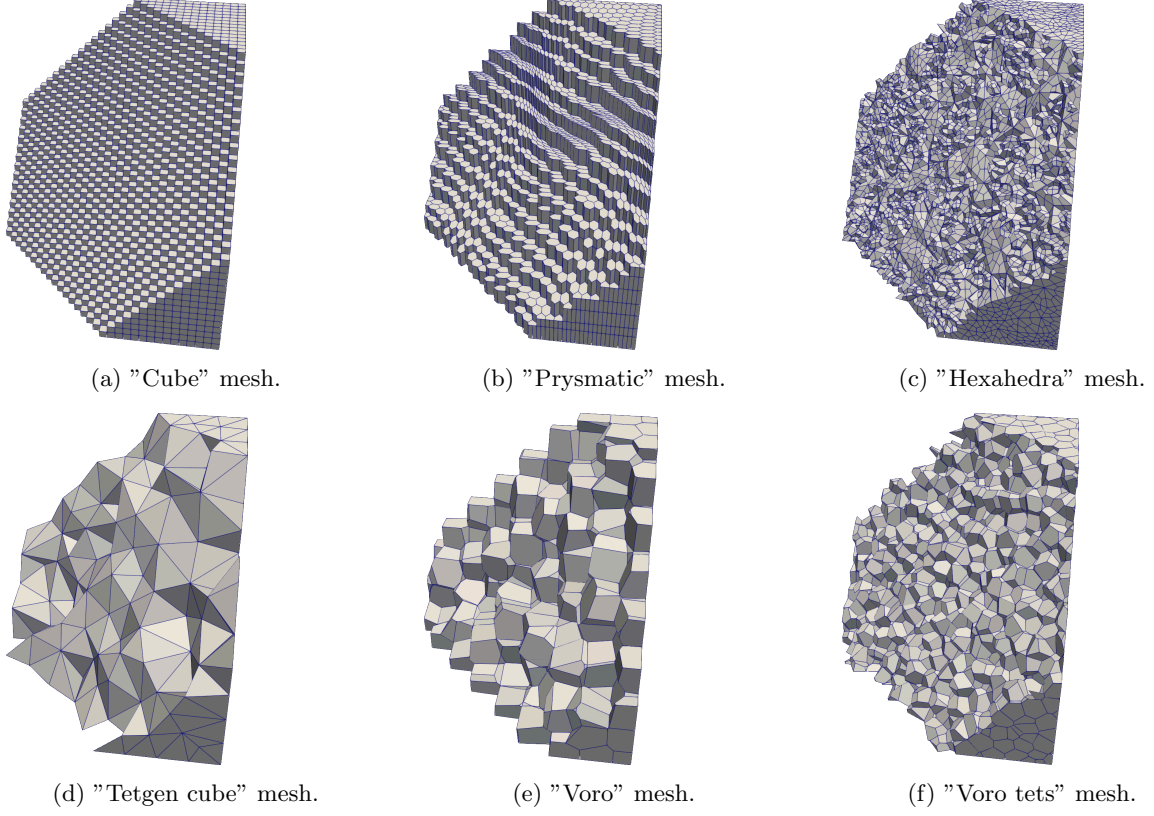 (a) ”Cube” mesh.
(b) ”Prysmatic” mesh.
(c) ”Hexahedra” mesh.
(d) ”Tetgen cube” mesh.
(e) ”Voro” mesh.
(f) ”Voro tets” mesh.